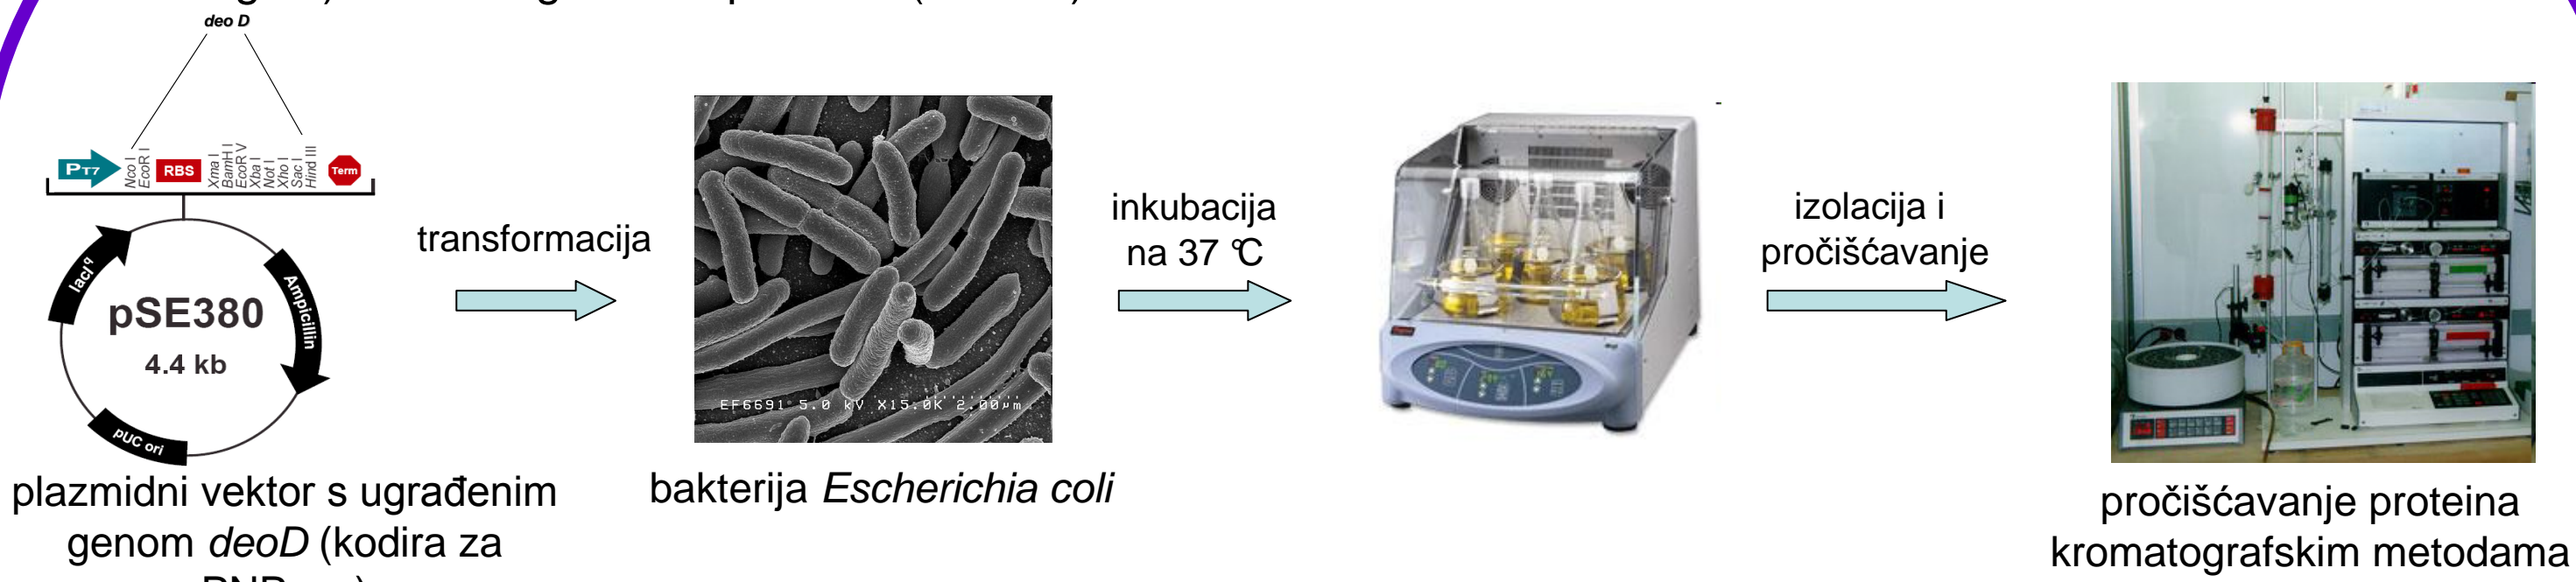 deo D
PT7
Nco I
EcoR I
RBS
Xma I
BamH I
EcoR V
Xba I
Not I
Xho I
Sac I
Hind III
Term
lacI q
Ampicillin
pUC ori
pSE380
4.4 kb
plazmidni vektor s ugrađenim
genom deoD (kodira za
transformacija
EF6691 5.0 kV X15.0K 2.00µm
bakterija Escherichia coli
inkubacija
na 37 °C
izolacija i
pročišćavanje
pročišćavanje proteina
kromatografskim metodama